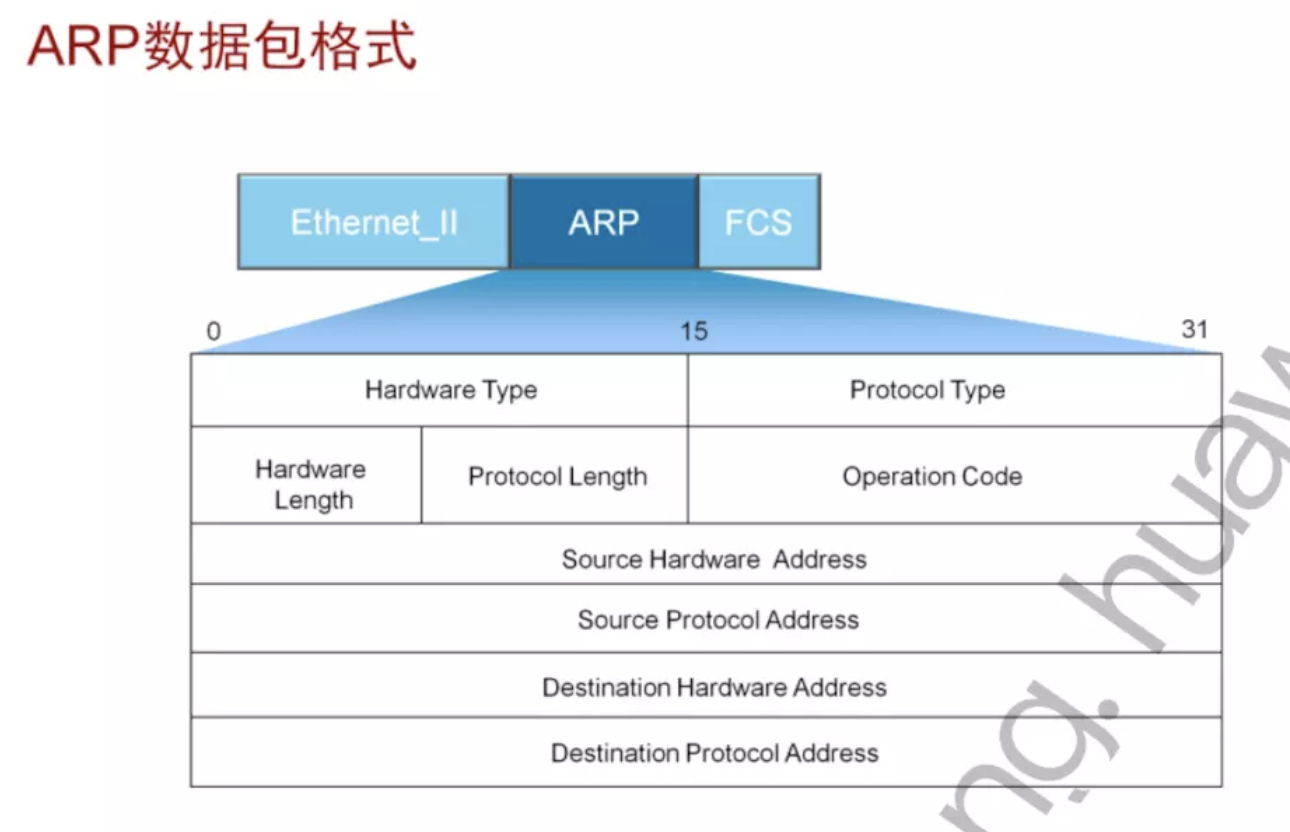 ARP数据包格式
Ethernet_II ARP FCS
0 15 31
Hardware Type Protocol Type
Hardware
Length
Protocol Length Operation Code
Source Hardware Address
Source Protocol Address
Destination Hardware Address
Destination Protocol Address
ng. huaw